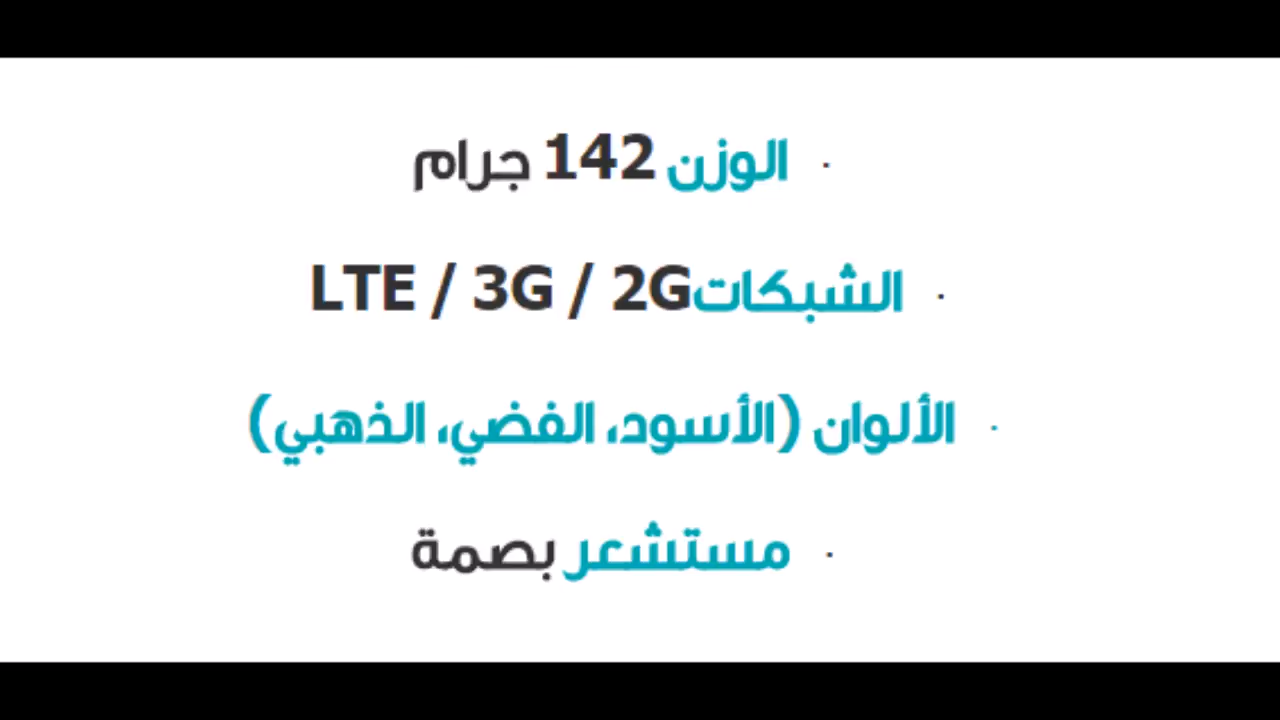 · الوزن 142 جرام
· الشبكات LTE / 3G / 2G
· الألوان (الأسود، الفضي، الذهبي)
· مستشعر بصمة